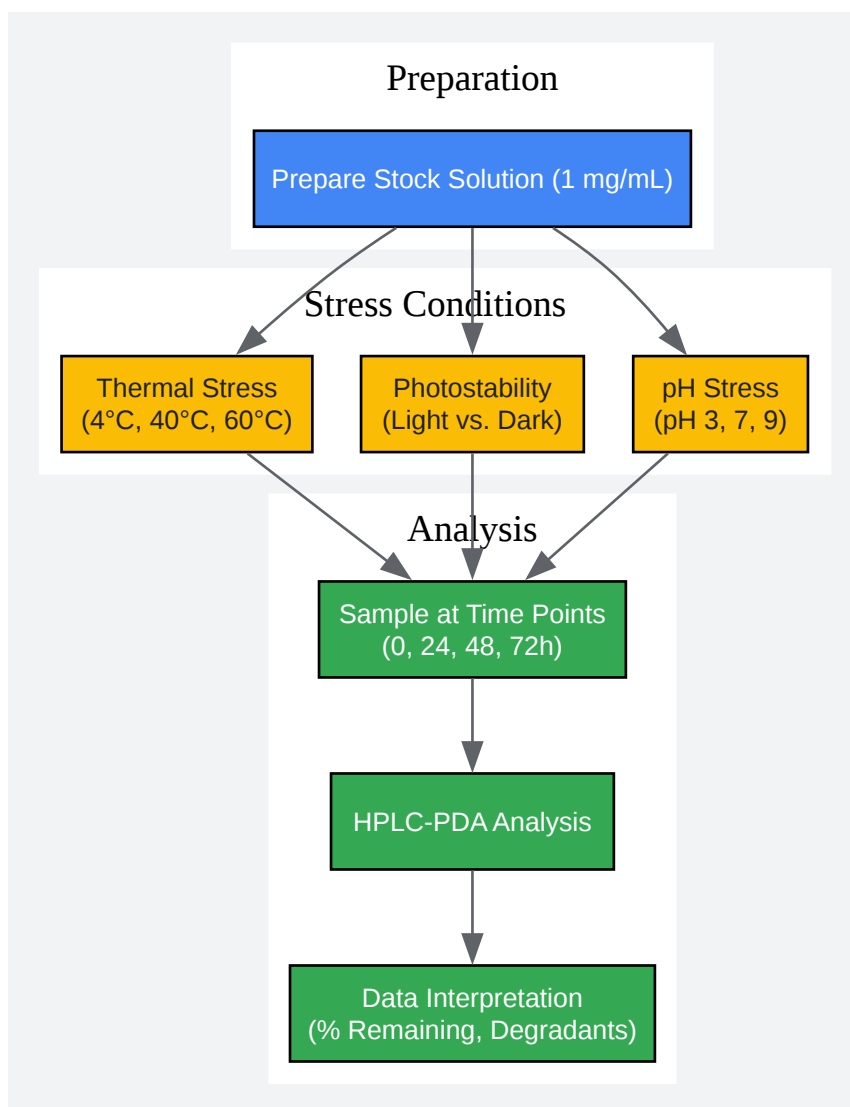 Preparation
Prepare Stock Solution (1 mg/mL)
Stress Conditions
Thermal Stress
(4°C, 40°C, 60°C)
Photostability
(Light vs. Dark)
pH Stress
(pH 3, 7, 9)
Analysis
Sample at Time Points
(0, 24, 48, 72h)
HPLC-PDA Analysis
Data Interpretation
(% Remaining, Degradants)